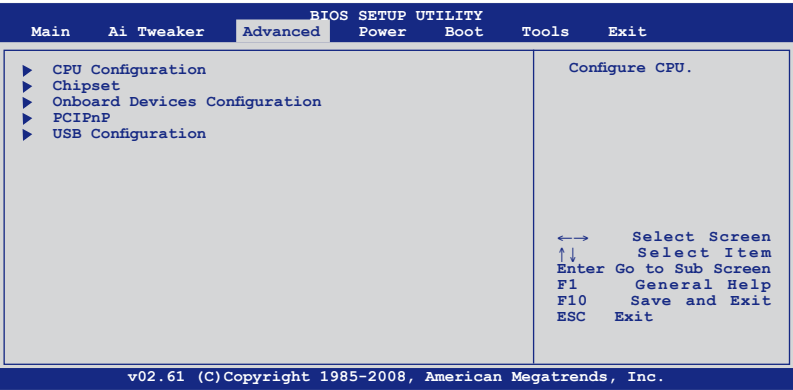 BIOS SETUP UTILITY
Main Ai Tweaker Advanced Power Boot Tools Exit
CPU Configuration
Chipset
Onboard Devices Configuration
PCIPnP
USB Configuration
Configure CPU.
←→ Select Screen
↑↓ Select Item
Enter Go to Sub Screen
F1 General Help
F10 Save and Exit
ESC Exit
v02.61 (C)Copyright 1985-2008, American Megatrends, Inc.